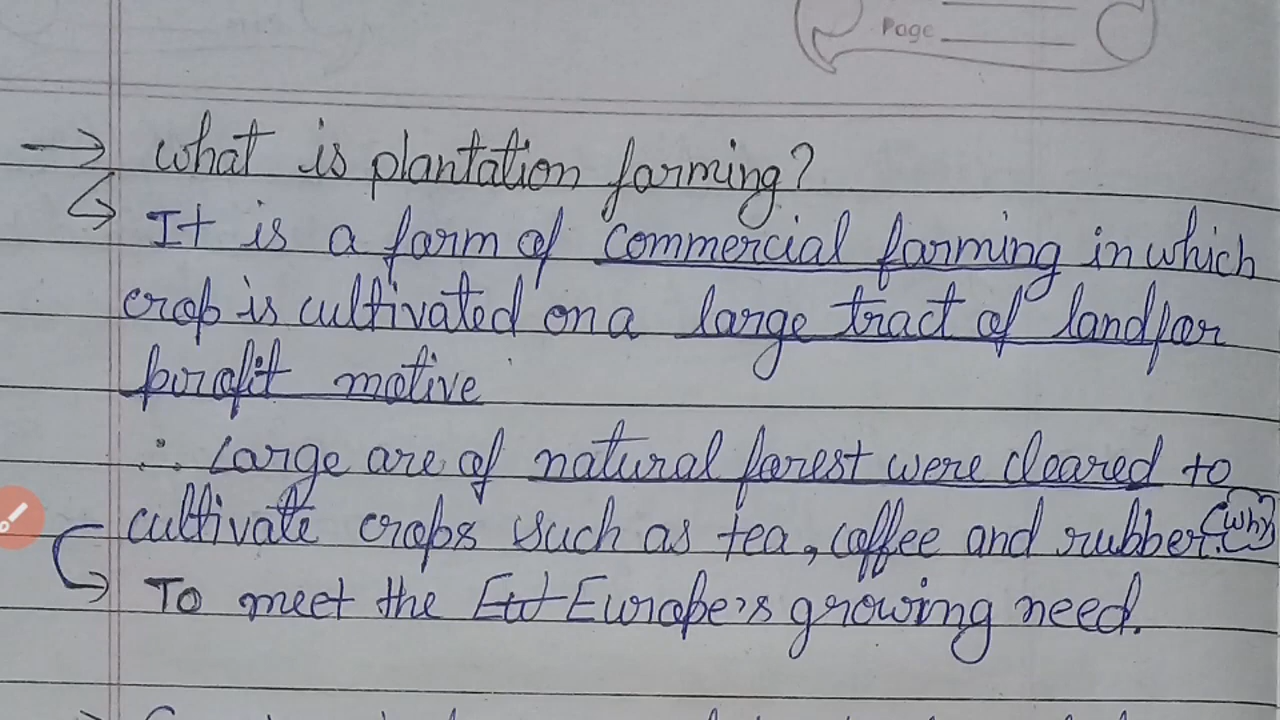 Page
→ What is plantation farming?
↳ It is a farm of commercial farming in which
crop is cultivated on a large tract of land for
profit motive
∴ Large are of natural forest were cleared to
cultivate crops such as tea, coffee and rubber. (Why)
→ To meet the ~~Eu~~ Europe's growing need.